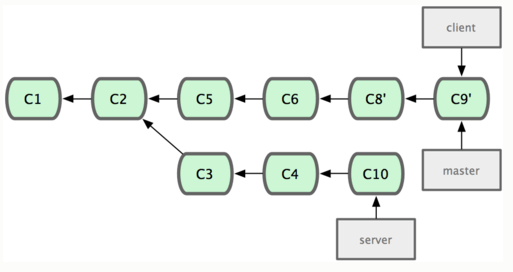 client
C1 C2 C5 C6 C8' C9'
C3 C4 C10 master
server